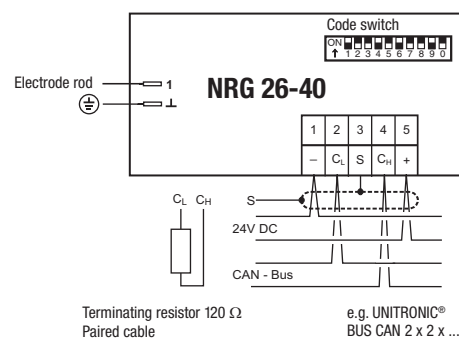 Code switch
ON
↑ 1 2 3 4 5 6 7 8 9 0
Electrode rod
1
⊥
NRG 26-40
1 2 3 4 5
– CL S CH +
CL CH
S
24V DC
CAN - Bus
Terminating resistor 120 Ω
Paired cable
e.g. UNITRONIC®
BUS CAN 2 x 2 x ...